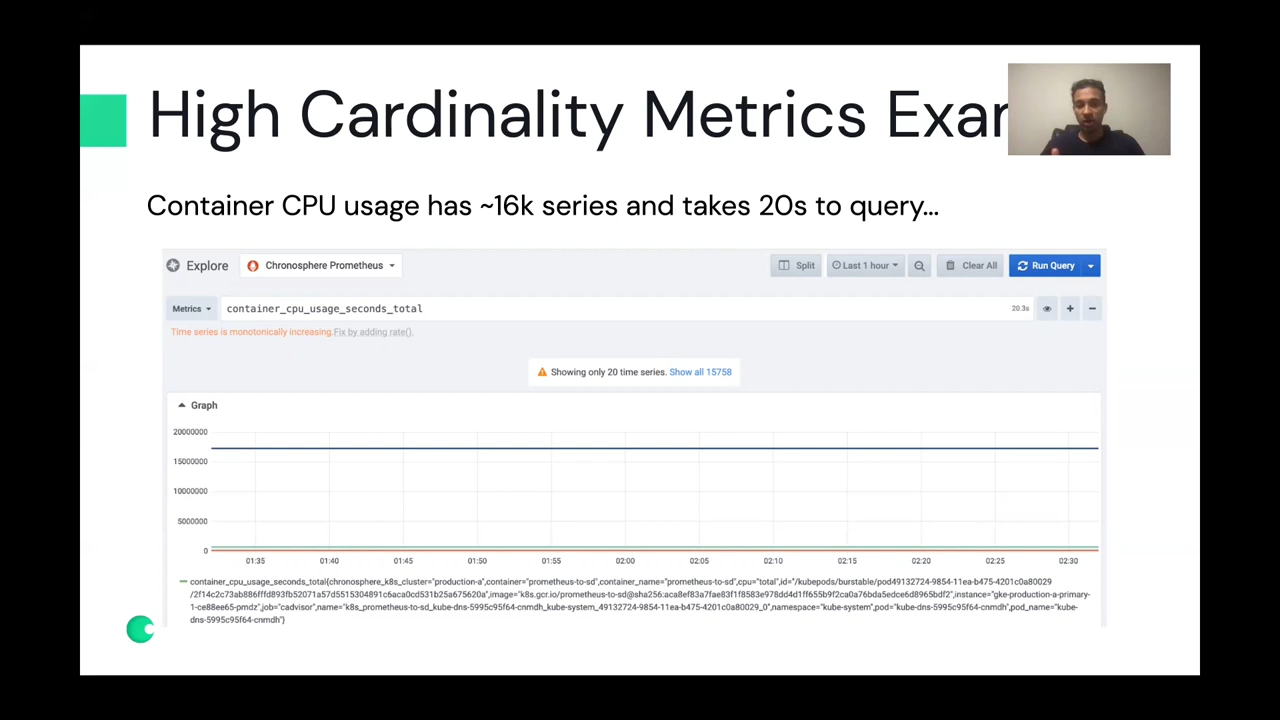 High Cardinality Metrics Exa
Container CPU usage has ~16k series and takes 20s to query...
Explore Chronosphere Prometheus Split Last 1 hour Clear All Run Query
Metrics container_cpu_usage_seconds_total 20.3s
Time series is monotonically increasing. Fix by adding rate().
Showing only 20 time series. Show all 15758
Graph
20000000
15000000
10000000
5000000
0
01:35 01:40 01:45 01:50 01:55 02:00 02:05 02:10 02:15 02:20 02:25 02:30
container_cpu_usage_seconds_total{chronosphere_k8s_cluster="production-a",container="prometheus-to-sd",container_name="prometheus-to-sd",cpu="total",id="/kubepods/burstable/pod49132724-9854-11ea-b475-4201c0a80029
/2f14c2c73ab886fffd893fb52071a57d5515304891c6aca0cd531b25a675620a",image="k8s.gcr.io/prometheus-to-sd@sha256:aca8ef83a7fae83f1f8583e978dd4d1ff655b9f2ca0a76bda5edce6d8965bdf2",instance="gke-production-a-primary-
1-ce88ee65-pmdz",job="cadvisor",name="k8s_prometheus-to-sd_kube-dns-5995c95f64-cnmdh_kube-system_49132724-9854-11ea-b475-4201c0a80029_0",namespace="kube-system",pod="kube-dns-5995c95f64-cnmdh",pod_name="kube-
dns-5995c95f64-cnmdh"}